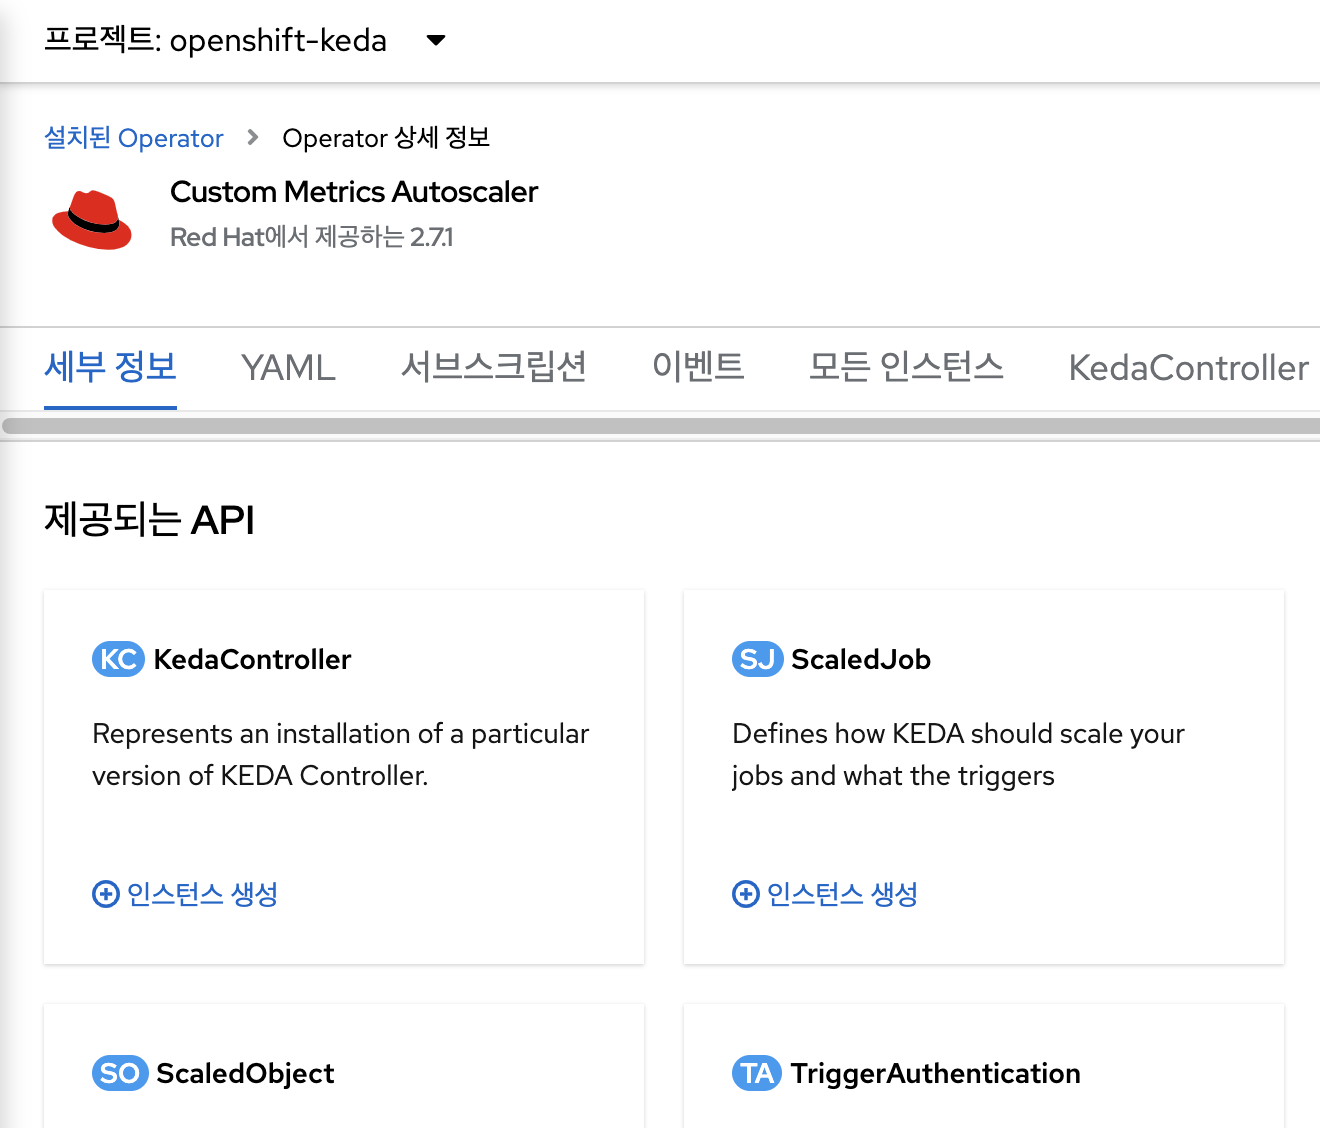 프로젝트: openshift-keda
설치된 Operator > Operator 상세 정보
Custom Metrics Autoscaler
Red Hat에서 제공하는 2.7.1
세부 정보 YAML 서브스크립션 이벤트 모든 인스턴스 KedaController
제공되는 API
KC KedaController
Represents an installation of a particular
version of KEDA Controller.
인스턴스 생성
SJ ScaledJob
Defines how KEDA should scale your
jobs and what the triggers
인스턴스 생성
SO ScaledObject
TA TriggerAuthentication